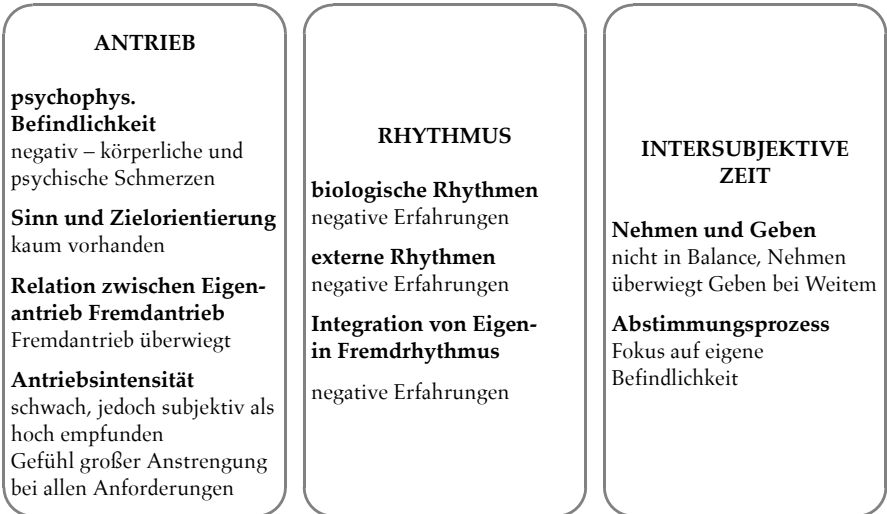 ANTRIEB
psychophys.
Befindlichkeit
negativ – körperliche und
psychische Schmerzen
Sinn und Zielorientierung
kaum vorhanden
Relation zwischen Eigen-
antrieb Fremdantrieb
Fremdantrieb überwiegt
Antriebsintensität
schwach, jedoch subjektiv als
hoch empfunden
Gefühl großer Anstrengung
bei allen Anforderungen
RHYTHMUS
biologische Rhythmen
negative Erfahrungen
externe Rhythmen
negative Erfahrungen
Integration von Eigen-
in Fremdrhythmus
negative Erfahrungen
INTERSUBJEKTIVE
ZEIT
Nehmen und Geben
nicht in Balance, Nehmen
überwiegt Geben bei Weitem
Abstimmungsprozess
Fokus auf eigene
Befindlichkeit